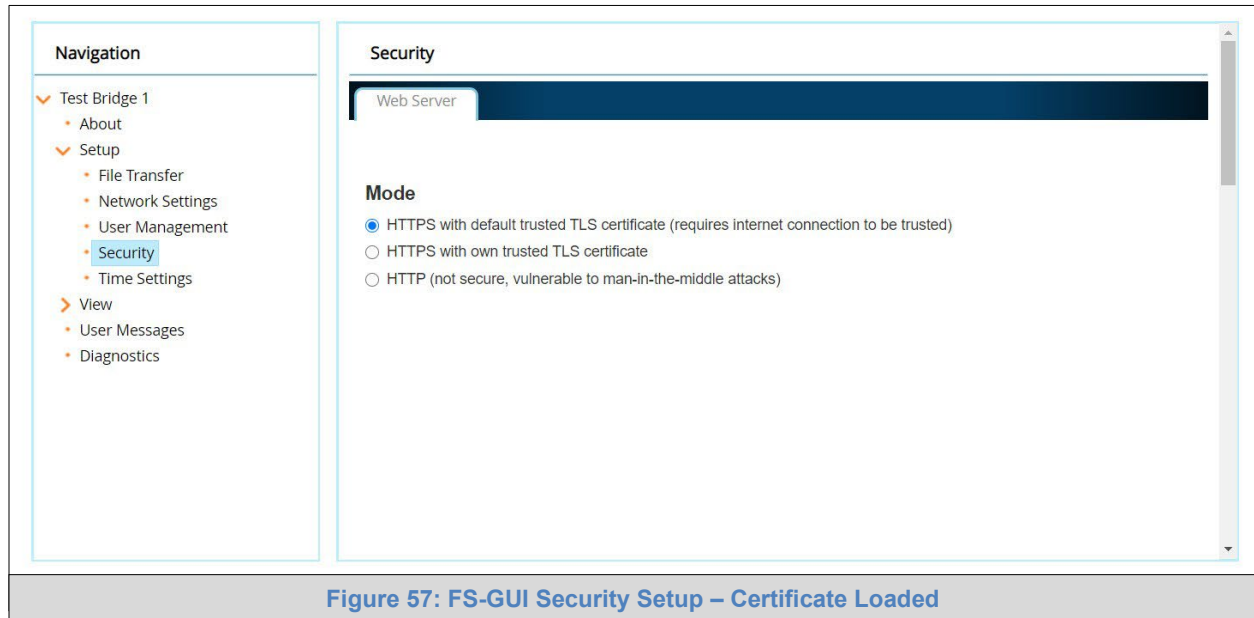 Navigation
Test Bridge 1
About
Setup
File Transfer
Network Settings
User Management
Security
Time Settings
View
User Messages
Diagnostics
Security
Web Server
Mode
HTTPS with default trusted TLS certificate (requires internet connection to be trusted)
HTTPS with own trusted TLS certificate
HTTP (not secure, vulnerable to man-in-the-middle attacks)
Figure 57: FS-GUI Security Setup – Certificate Loaded